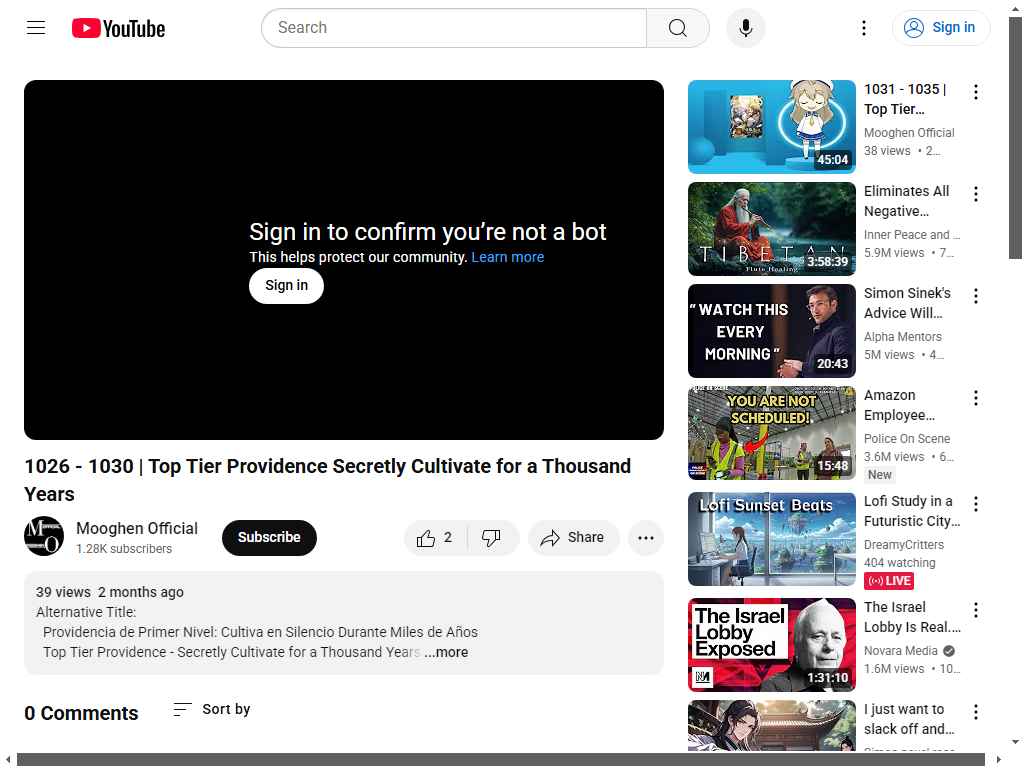 YouTube
Search
Sign in
Sign in to confirm you're not a bot
This helps protect our community. Learn more
Sign in
1026 - 1030 | Top Tier Providence Secretly Cultivate for a Thousand
Years
Mooghen Official
1.28K subscribers
Subscribe
2
Share
39 views 2 months ago
Alternative Title:
Providencia de Primer Nivel: Cultiva en Silencio Durante Miles de Años
Top Tier Providence - Secretly Cultivate for a Thousand Years ...more
0 Comments
Sort by
45:04
1031 - 1035 |
Top Tier…
Mooghen Official
38 views • 2…
TIBETAN
Flute Healing
3:58:39
Eliminates All
Negative…
Inner Peace and …
5.9M views • 7…
“WATCH THIS
EVERY
MORNING”
20:43
Simon Sinek's
Advice Will…
Alpha Mentors
5M views • 4…
YOU ARE NOT
SCHEDULED!
15:48
Amazon
Employee…
Police On Scene
3.6M views • 6…
New
Lofi Sunset Beats
Lofi Study in a
Futuristic City…
DreamyCritters
404 watching
LIVE
The Israel
Lobby
Exposed
1:31:10
The Israel
Lobby Is Real.…
Novara Media
1.6M views • 10…
I just want to
slack off and…